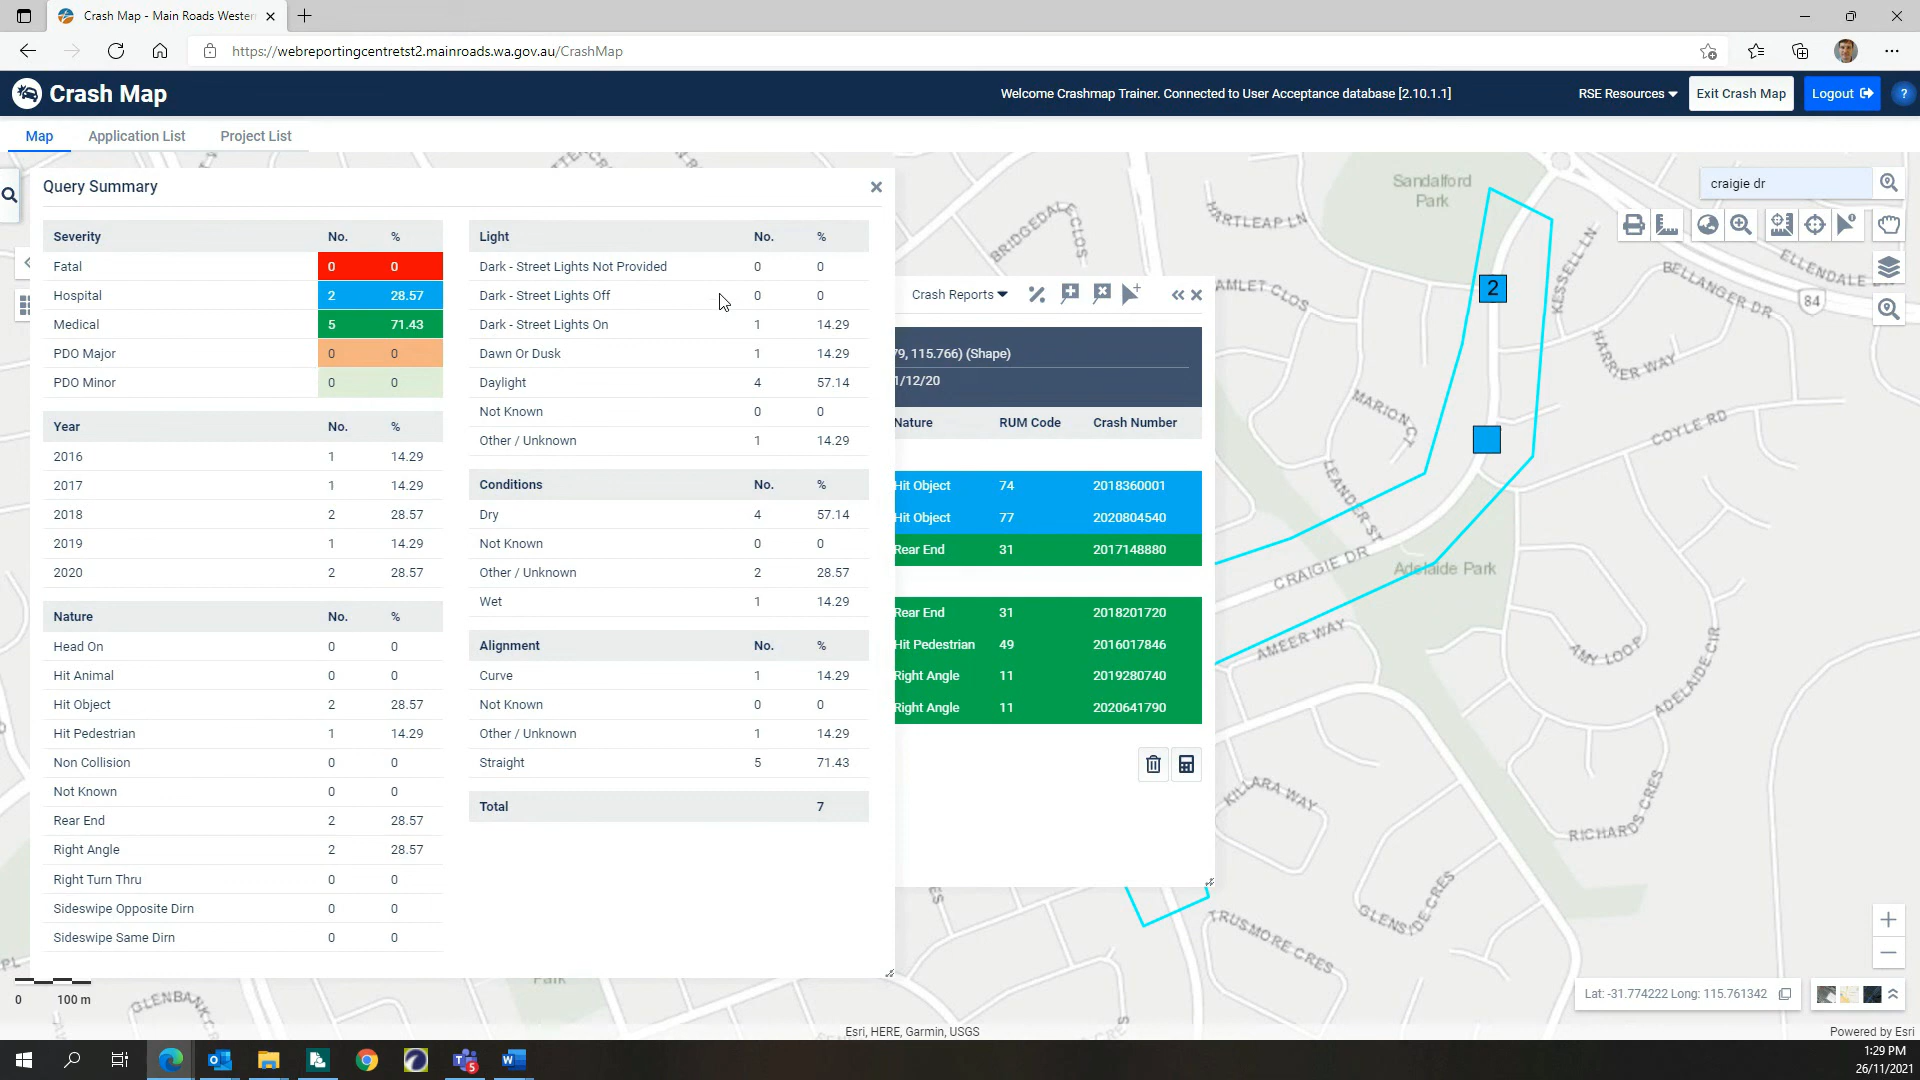 Crash Map - Main Roads Wester
https://webreportingcentretst2.mainroads.wa.gov.au/CrashMap
Crash Map
Welcome Crashmap Trainer. Connected to User Acceptance database [2.10.1.1]
RSE Resources
Exit Crash Map
Logout
?
Map
Application List
Project List
Query Summary
Severity No. %
Fatal 0 0
Hospital 2 28.57
Medical 5 71.43
PDO Major 0 0
PDO Minor 0 0
Year No. %
2016 1 14.29
2017 1 14.29
2018 2 28.57
2019 1 14.29
2020 2 28.57
Nature No. %
Head On 0 0
Hit Animal 0 0
Hit Object 2 28.57
Hit Pedestrian 1 14.29
Non Collision 0 0
Not Known 0 0
Rear End 2 28.57
Right Angle 2 28.57
Right Turn Thru 0 0
Sideswipe Opposite Dirn 0 0
Sideswipe Same Dirn 0 0
Light No. %
Dark - Street Lights Not Provided 0 0
Dark - Street Lights Off 0 0
Dark - Street Lights On 1 14.29
Dawn Or Dusk 1 14.29
Daylight 4 57.14
Not Known 0 0
Other / Unknown 1 14.29
Conditions No. %
Dry 4 57.14
Not Known 0 0
Other / Unknown 2 28.57
Wet 1 14.29
Alignment No. %
Curve 1 14.29
Not Known 0 0
Other / Unknown 1 14.29
Straight 5 71.43
Total 7
Crash Reports
79, 115.766) (Shape)
1/12/20
Nature RUM Code Crash Number
Hit Object 74 2018360001
Hit Object 77 2020804540
Rear End 31 2017148880
Rear End 31 2018201720
Hit Pedestrian 49 2016017846
Right Angle 11 2019280740
Right Angle 11 2020641790
craigie dr
Sandalford
Park
HARTLEAP LN
BRIDGEDALE CLOS
AMLET CLOS
KESSELL LN
ELLENDALE
BELLANGER DR
84
2
HARRIER WAY
MARION CT
COYLE RD
LEANDER ST
CRAIGIE DR
Adelaide Park
AMEER WAY
AMY LOOP
ADELAIDE CIR
KILLARA WAY
RICHARDS CRES
GLENSIDE CRES
TRUSMORE CRES
GLENBANK C
Park
PL
ES
0 100 m
Lat: -31.774222 Long: 115.761342
Esri, HERE, Garmin, USGS
Powered by Esri
5
1:29 PM
26/11/2021